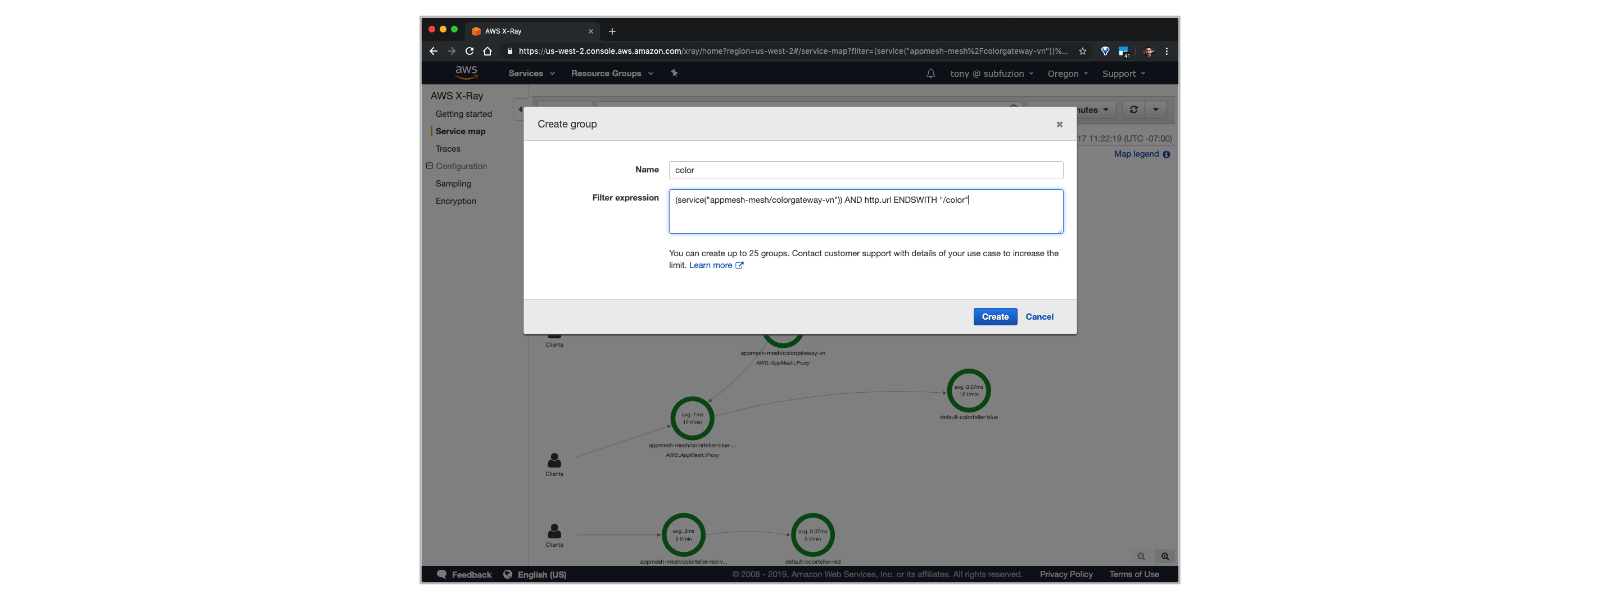 AWS X-Ray
https://us-west-2.console.aws.amazon.com/xray/home?region=us-west-2#/service-map?filter=(service("appmesh-mesh%2Fcolorgateway-vn"))%...
41
aws
Services
Resource Groups
tony @ subfuzion
Oregon
Support
AWS X-Ray
Getting started
Service map
Traces
Configuration
Sampling
Encryption
nutes
17 11:22:19 (UTC -07:00)
Map legend
Create group
Name
color
Filter expression
(service("appmesh-mesh/colorgateway-vn")) AND http.url ENDSWITH "/color"
You can create up to 25 groups. Contact customer support with details of your use case to increase the
limit. Learn more
Create
Cancel
Clients
appmesh-mesh/colorgateway-vn
AWS::AppMesh::Proxy
avg. 0.07ms
12 t/min
default-colorteller-blue
avg. 1ms
12 t/min
appmesh-mesh/colorteller-blue-...
AWS::AppMesh::Proxy
Clients
avg. 2ms
5 t/min
appmesh-mesh/colorteller-red-v...
avg. 0.07ms
5 t/min
default-colorteller-red
Clients
Feedback
English (US)
© 2008 - 2019, Amazon Web Services, Inc. or its affiliates. All rights reserved.
Privacy Policy
Terms of Use